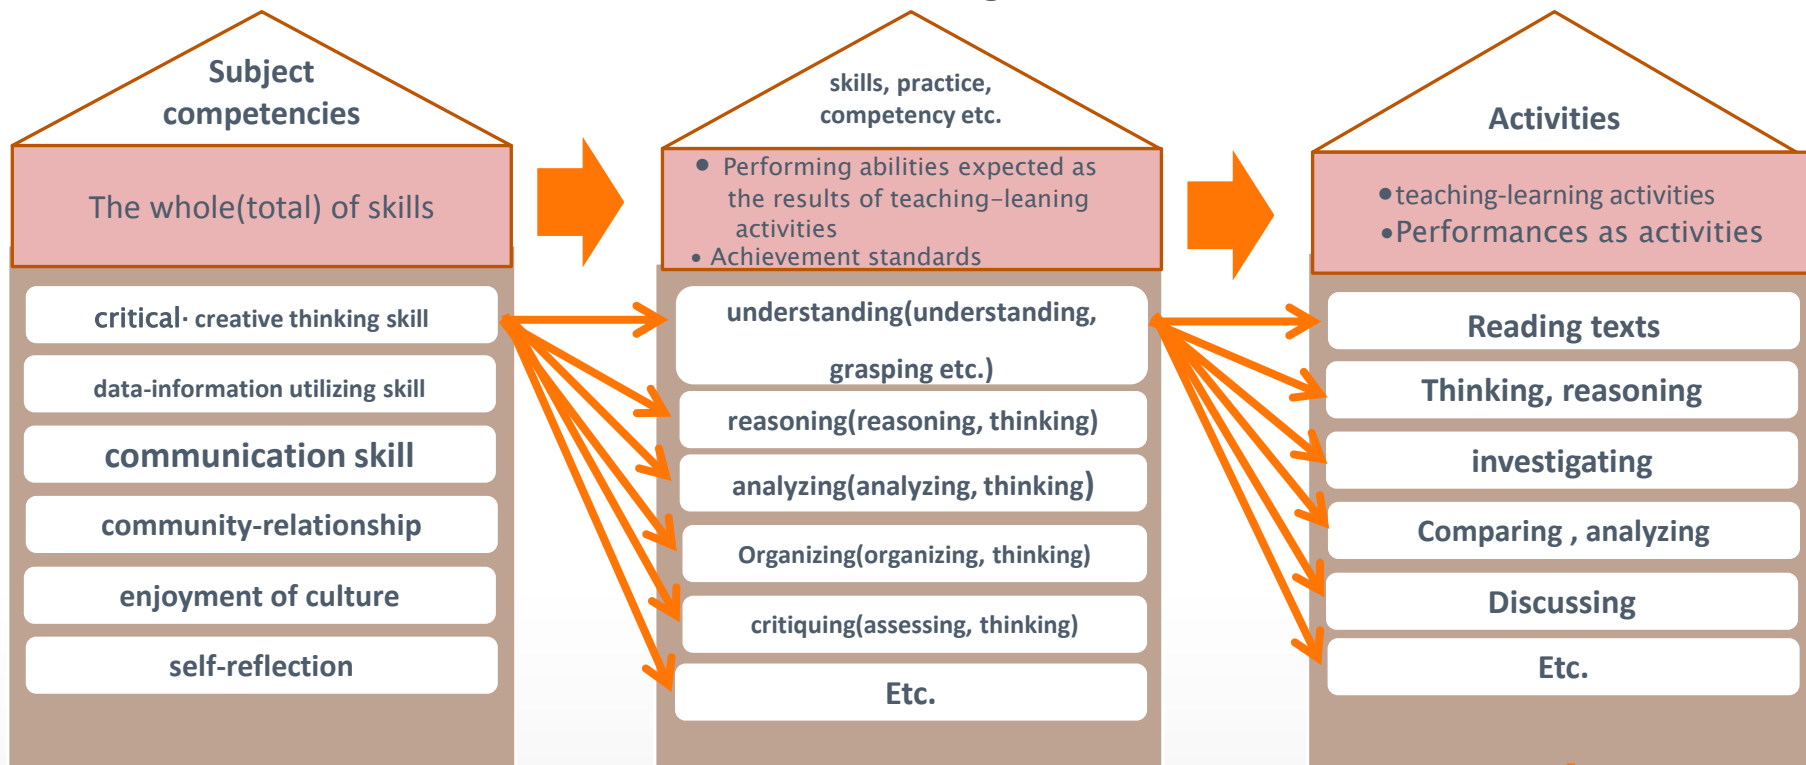 Subject
competencies
The whole(total) of skills
critical· creative thinking skill
data-information utilizing skill
communication skill
community-relationship
enjoyment of culture
self-reflection
skills, practice,
competency etc.
• Performing abilities expected as
the results of teaching-leaning
activities
• Achievement standards
understanding(understanding,
grasping etc.)
reasoning(reasoning, thinking)
analyzing(analyzing, thinking)
Organizing(organizing, thinking)
critiquing(assessing, thinking)
Etc.
Activities
•teaching-learning activities
•Performances as activities
Reading texts
Thinking, reasoning
investigating
Comparing , analyzing
Discussing
Etc.